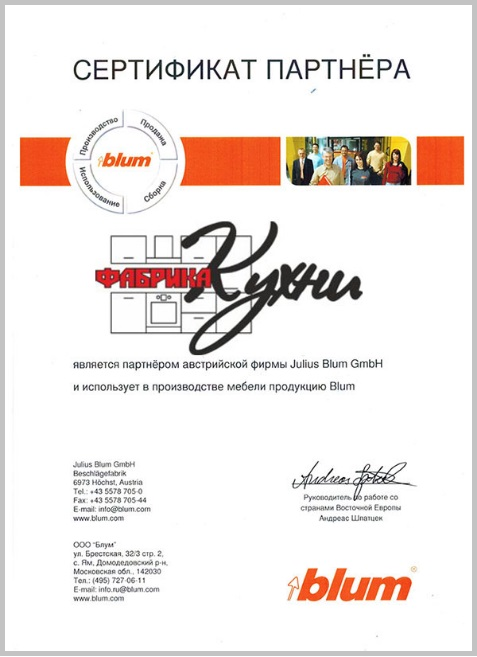 СЕРТИФИКАТ ПАРТНЁРА
Производство
Продажа
blum
Использование
Сборка
ФАБРИКА
Кухни
является партнёром австрийской фирмы Julius Blum GmbH
и использует в производстве мебели продукцию Blum
Julius Blum GmbH
Beschlägefabrik
6973 Höchst, Austria
Tel.: +43 5578 705-0
Fax: +43 5578 705-44
E-mail: info@blum.com
www.blum.com
Руководитель по работе со
странами Восточной Европы
Андреас Шпатцек
ООО "Блум"
ул. Брестская, 32/3 стр. 2,
с. Ям, Домодедовский р-н,
Московская обл., 142030
Тел.: (495) 727-06-11
E-mail: info.ru@blum.com
www.blum.com
blum